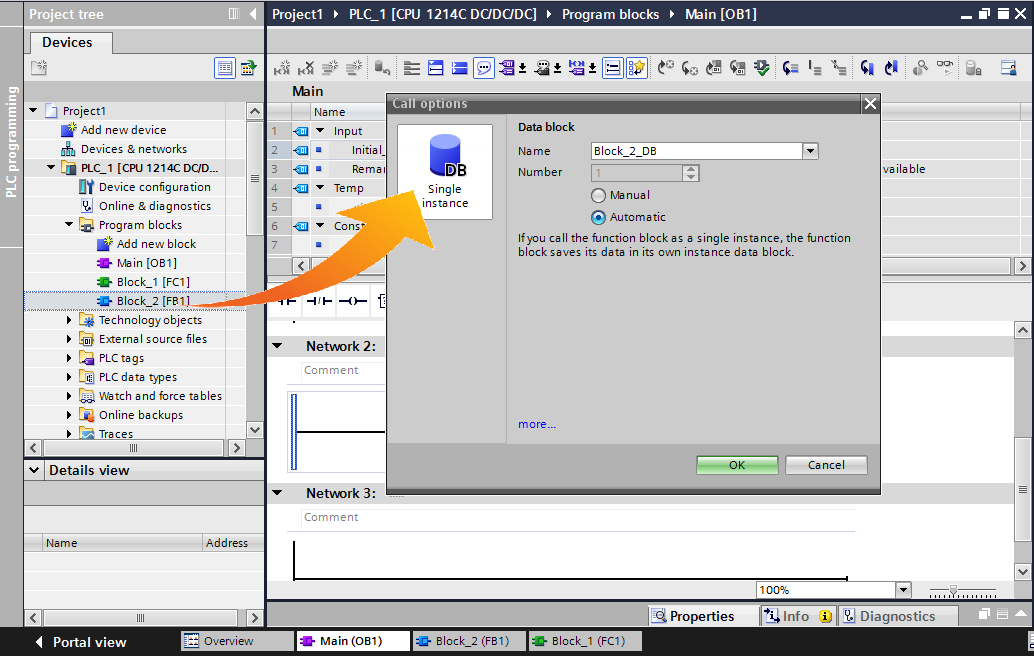 Project tree
Project1 PLC_1 [CPU 1214C DC/DC/DC] Program blocks Main [OB1]
Devices
PLC programming
Project1
Add new device
Devices & networks
PLC_1 [CPU 1214C DC/D...
Device configuration
Online & diagnostics
Program blocks
Add new block
Main [OB1]
Block_1 [FC1]
Block_2 [FB1]
Technology objects
External source files
PLC tags
PLC data types
Watch and force tables
Online backups
Traces
Details view
Name Address
Main
Name
1 Input
2 Initial_
3 Remar vailable
4 Temp
5
6 Const
7
Call options
DB
Single
instance
Data block
Name Block_2_DB
Number 1
Manual
Automatic
If you call the function block as a single instance, the function
block saves its data in its own instance data block.
more...
OK Cancel
Network 2:
Comment
Network 3:
Comment
100%
Properties Info Diagnostics
Portal view Overview Main (OB1) Block_2 (FB1) Block_1 (FC1)